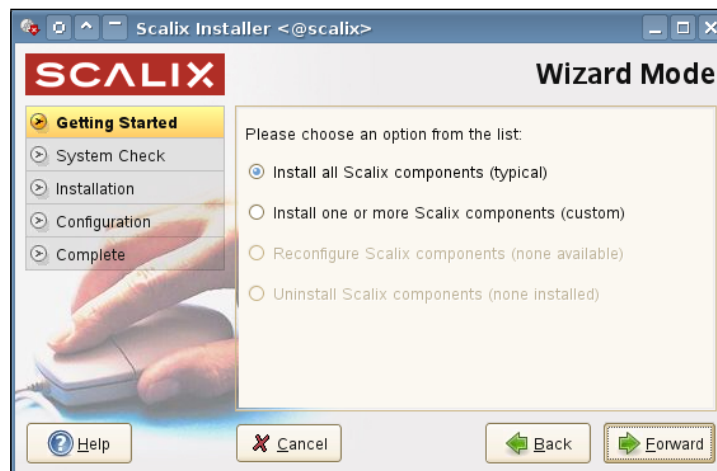 Scalix Installer <@scalix>
SCALIX
Wizard Mode
Getting Started
System Check
Installation
Configuration
Complete
Please choose an option from the list:
Install all Scalix components (typical)
Install one or more Scalix components (custom)
Reconfigure Scalix components (none available)
Uninstall Scalix components (none installed)
Help
Cancel
Back
Forward